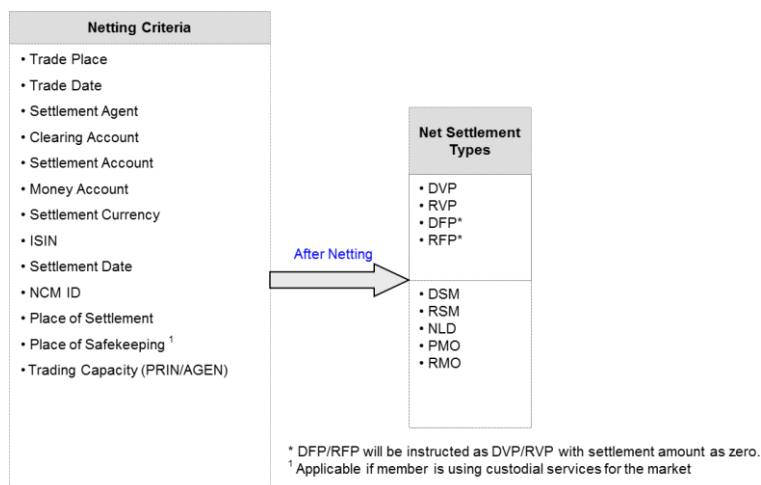 Netting Criteria
• Trade Place
• Trade Date
• Settlement Agent
• Clearing Account
• Settlement Account
• Money Account
• Settlement Currency
• ISIN
• Settlement Date
• NCM ID
• Place of Settlement
• Place of Safekeeping ¹
• Trading Capacity (PRIN/AGEN)
After Netting
Net Settlement
Types
• DVP
• RVP
• DFP*
• RFP*
• DSM
• RSM
• NLD
• PMO
• RMO
* DFP/RFP will be instructed as DVP/RVP with settlement amount as zero.
¹ Applicable if member is using custodial services for the market